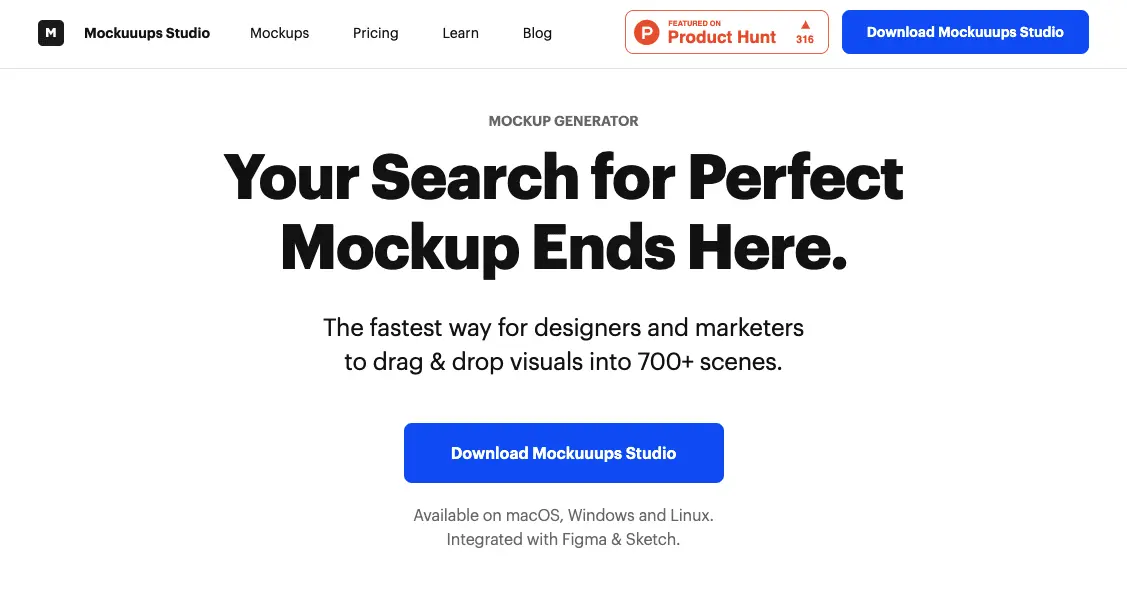 M
Mockuuups Studio
Mockups
Pricing
Learn
Blog
P
FEATURED ON
Product Hunt
316
Download Mockuuups Studio
MOCKUP GENERATOR
Your Search for Perfect
Mockup Ends Here.
The fastest way for designers and marketers
to drag & drop visuals into 700+ scenes.
Download Mockuuups Studio
Available on macOS, Windows and Linux.
Integrated with Figma & Sketch.